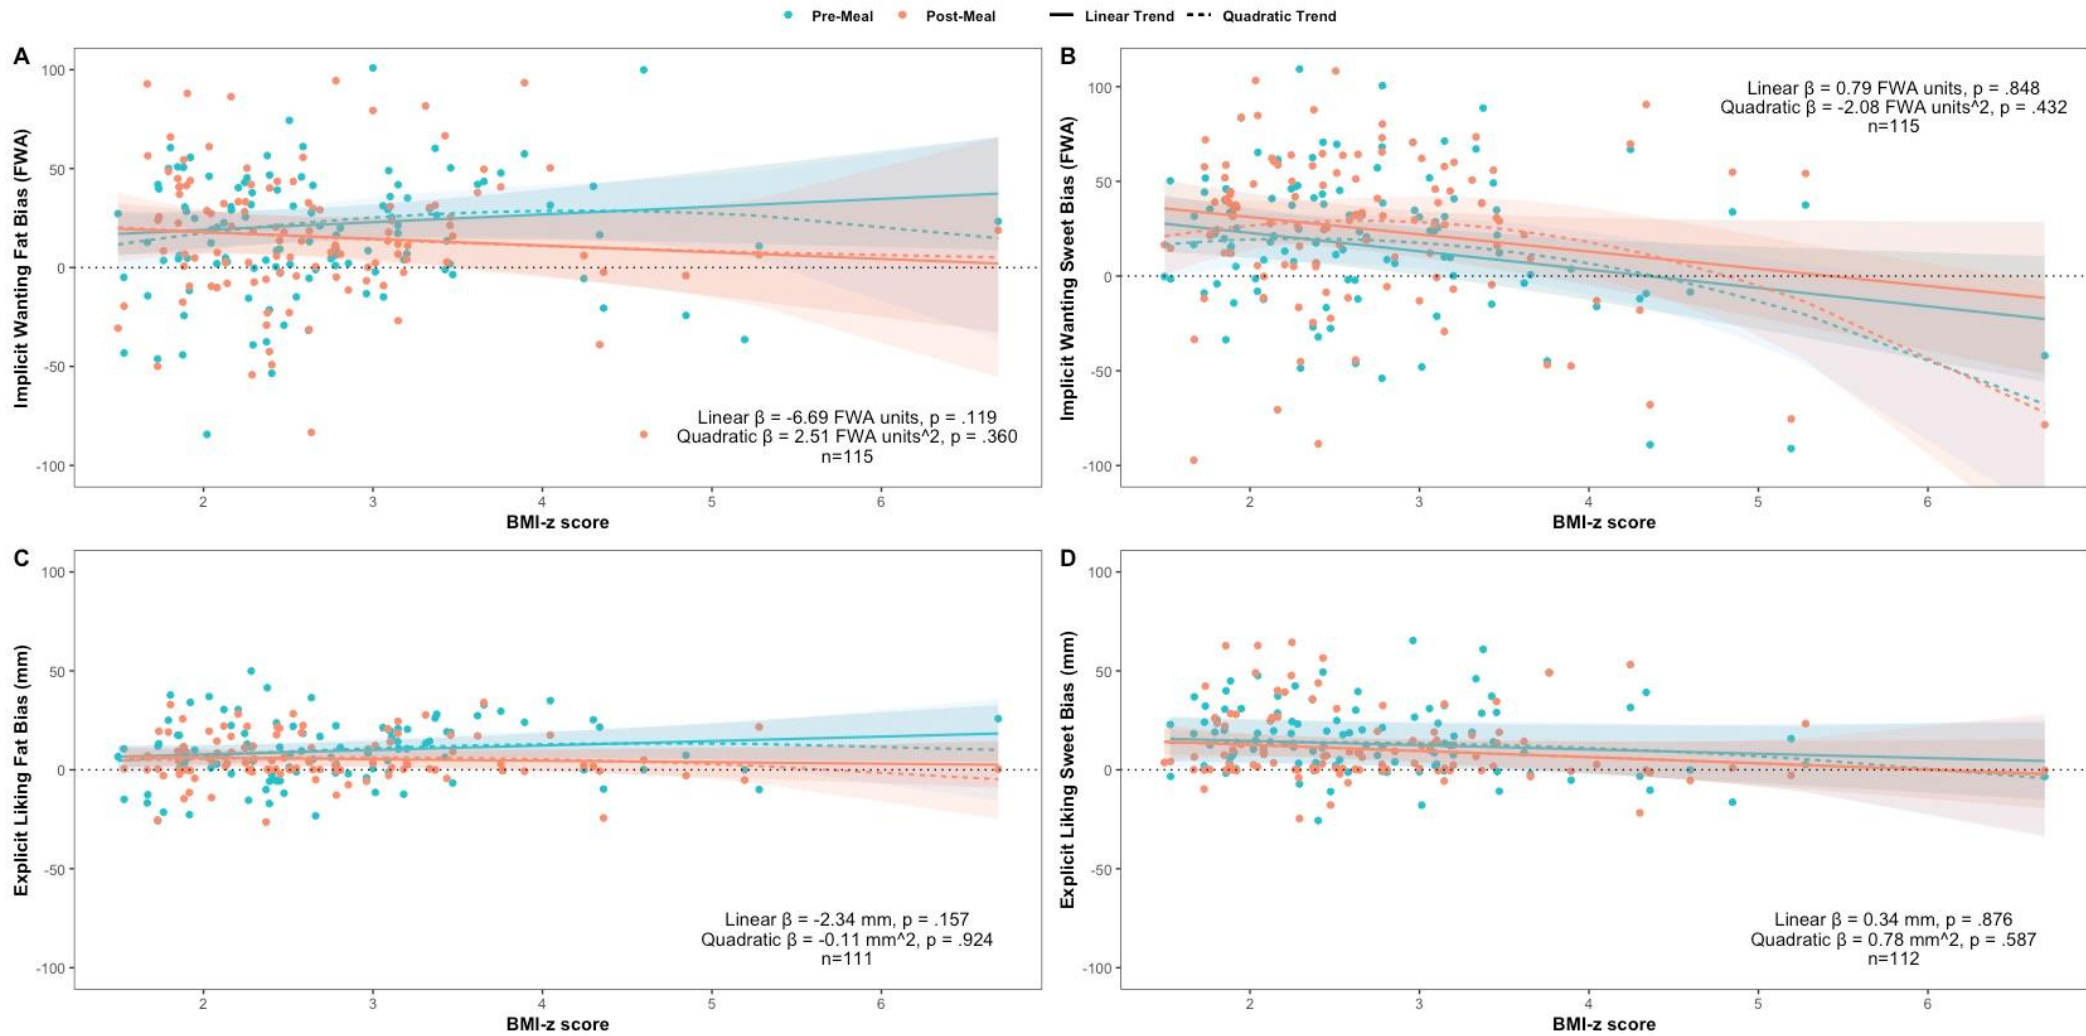 Pre-Meal Post-Meal Linear Trend Quadratic Trend
A
Implicit Wanting Fat Bias (FWA)
100
50
0
-50
-100
Linear β = -6.69 FWA units, p = .119
Quadratic β = 2.51 FWA units^2, p = .360
n=115
2 3 4 5 6
BMI-z score
B
Implicit Wanting Sweet Bias (FWA)
100
50
0
-50
-100
Linear β = 0.79 FWA units, p = .848
Quadratic β = -2.08 FWA units^2, p = .432
n=115
2 3 4 5 6
BMI-z score
C
Explicit Liking Fat Bias (mm)
100
50
0
-50
-100
Linear β = -2.34 mm, p = .157
Quadratic β = -0.11 mm^2, p = .924
n=111
2 3 4 5 6
BMI-z score
D
Explicit Liking Sweet Bias (mm)
100
50
0
-50
-100
Linear β = 0.34 mm, p = .876
Quadratic β = 0.78 mm^2, p = .587
n=112
2 3 4 5 6
BMI-z score